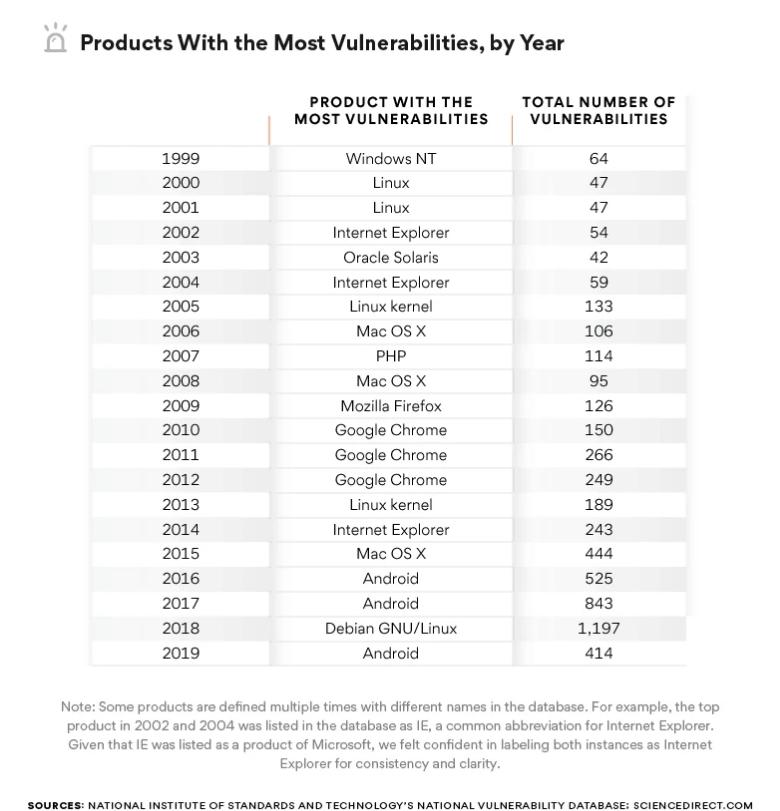 Products With the Most Vulnerabilities, by Year
PRODUCT WITH THE MOST VULNERABILITIES TOTAL NUMBER OF VULNERABILITIES
1999 Windows NT 64
2000 Linux 47
2001 Linux 47
2002 Internet Explorer 54
2003 Oracle Solaris 42
2004 Internet Explorer 59
2005 Linux kernel 133
2006 Mac OS X 106
2007 PHP 114
2008 Mac OS X 95
2009 Mozilla Firefox 126
2010 Google Chrome 150
2011 Google Chrome 266
2012 Google Chrome 249
2013 Linux kernel 189
2014 Internet Explorer 243
2015 Mac OS X 444
2016 Android 525
2017 Android 843
2018 Debian GNU/Linux 1,197
2019 Android 414
Note: Some products are defined multiple times with different names in the database. For example, the top
product in 2002 and 2004 was listed in the database as IE, a common abbreviation for Internet Explorer.
Given that IE was listed as a product of Microsoft, we felt confident in labeling both instances as Internet
Explorer for consistency and clarity.
SOURCES: NATIONAL INSTITUTE OF STANDARDS AND TECHNOLOGY'S NATIONAL VULNERABILITY DATABASE; SCIENCEDIRECT.COM